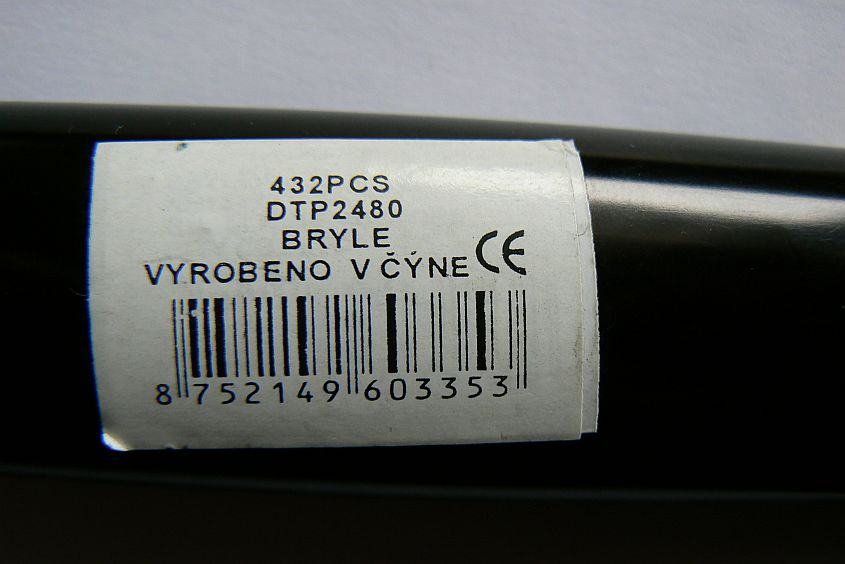 432PCS
DTP2480
BRYLE
VYROBENO V ČÝNE CE
8 752149 603353